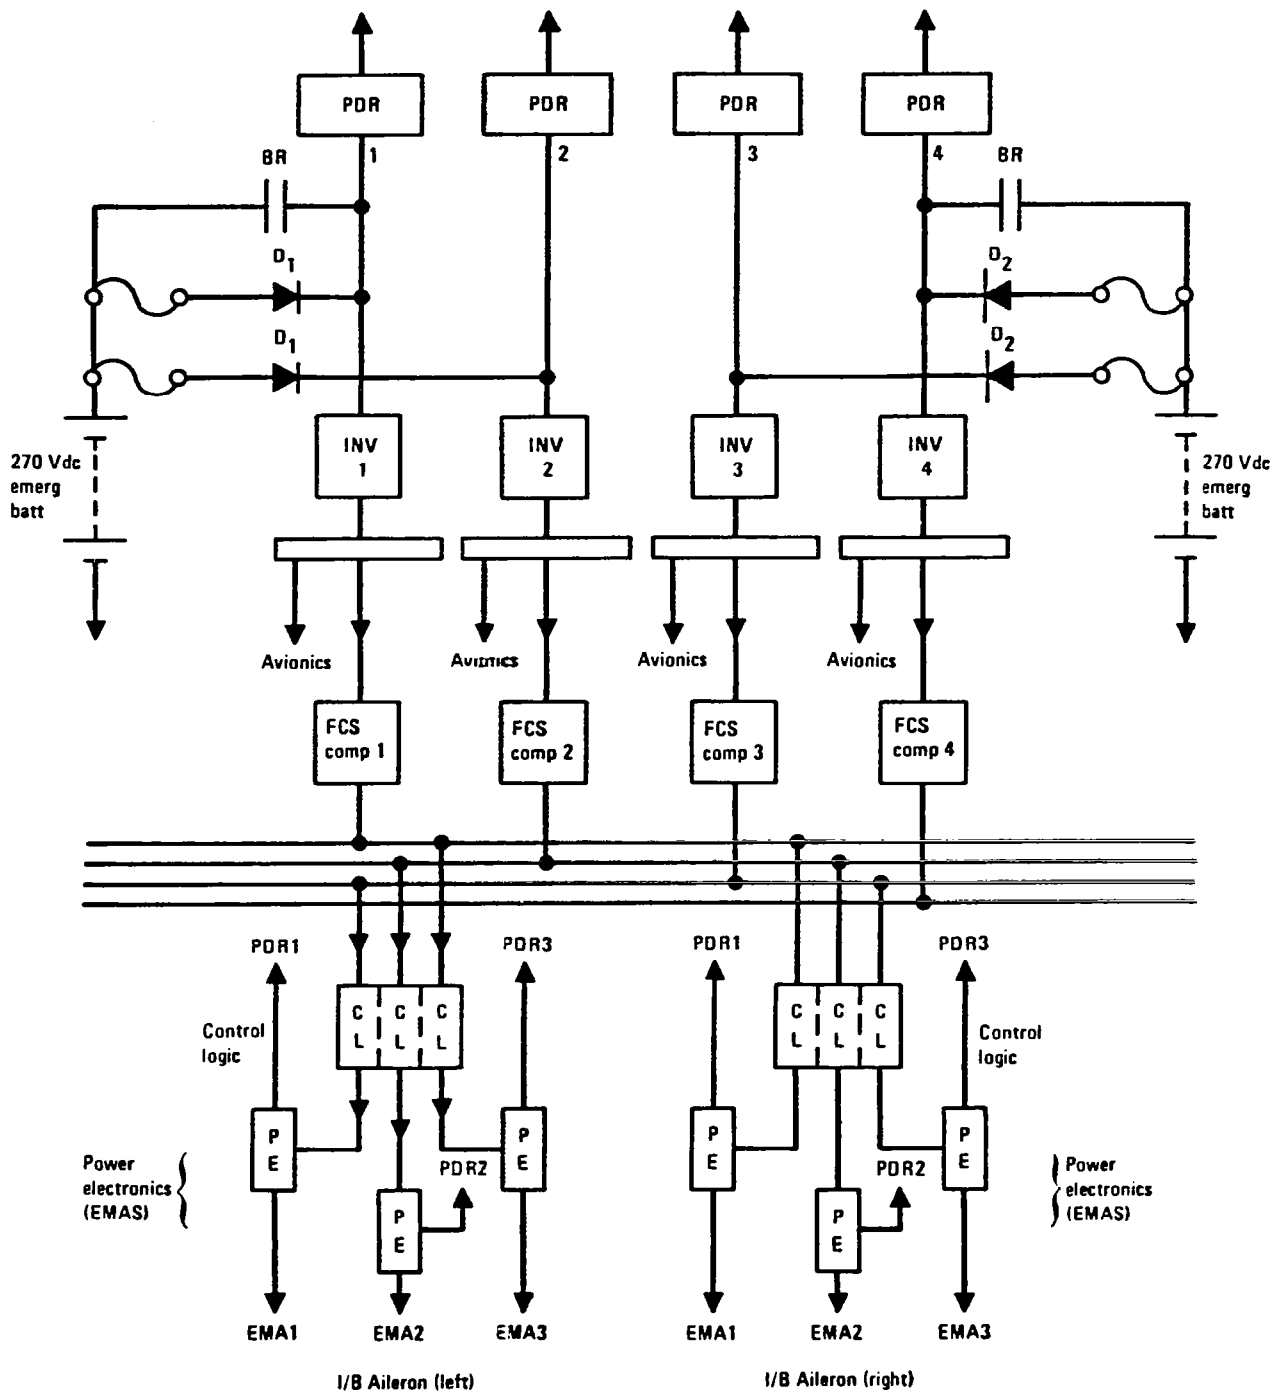 PDR
PDR
PDR
PDR
1
2
3
4
BR
BR
D1
D2
D1
D2
INV
1
INV
2
INV
3
INV
4
270 Vdc
emerg
batt
270 Vdc
emerg
batt
Avionics
Avionics
Avionics
Avionics
FCS
comp 1
FCS
comp 2
FCS
comp 3
FCS
comp 4
PDR1
PDR3
PDR1
PDR3
C
L
C
L
C
L
C
L
C
L
C
L
Control
logic
Control
logic
P
E
P
E
P
E
P
E
PDR2
PDR2
Power
electronics
(EMAS)
Power
electronics
(EMAS)
P
E
P
E
EMA1
EMA2
EMA3
EMA1
EMA2
EMA3
I/B Aileron (left)
I/B Aileron (right)